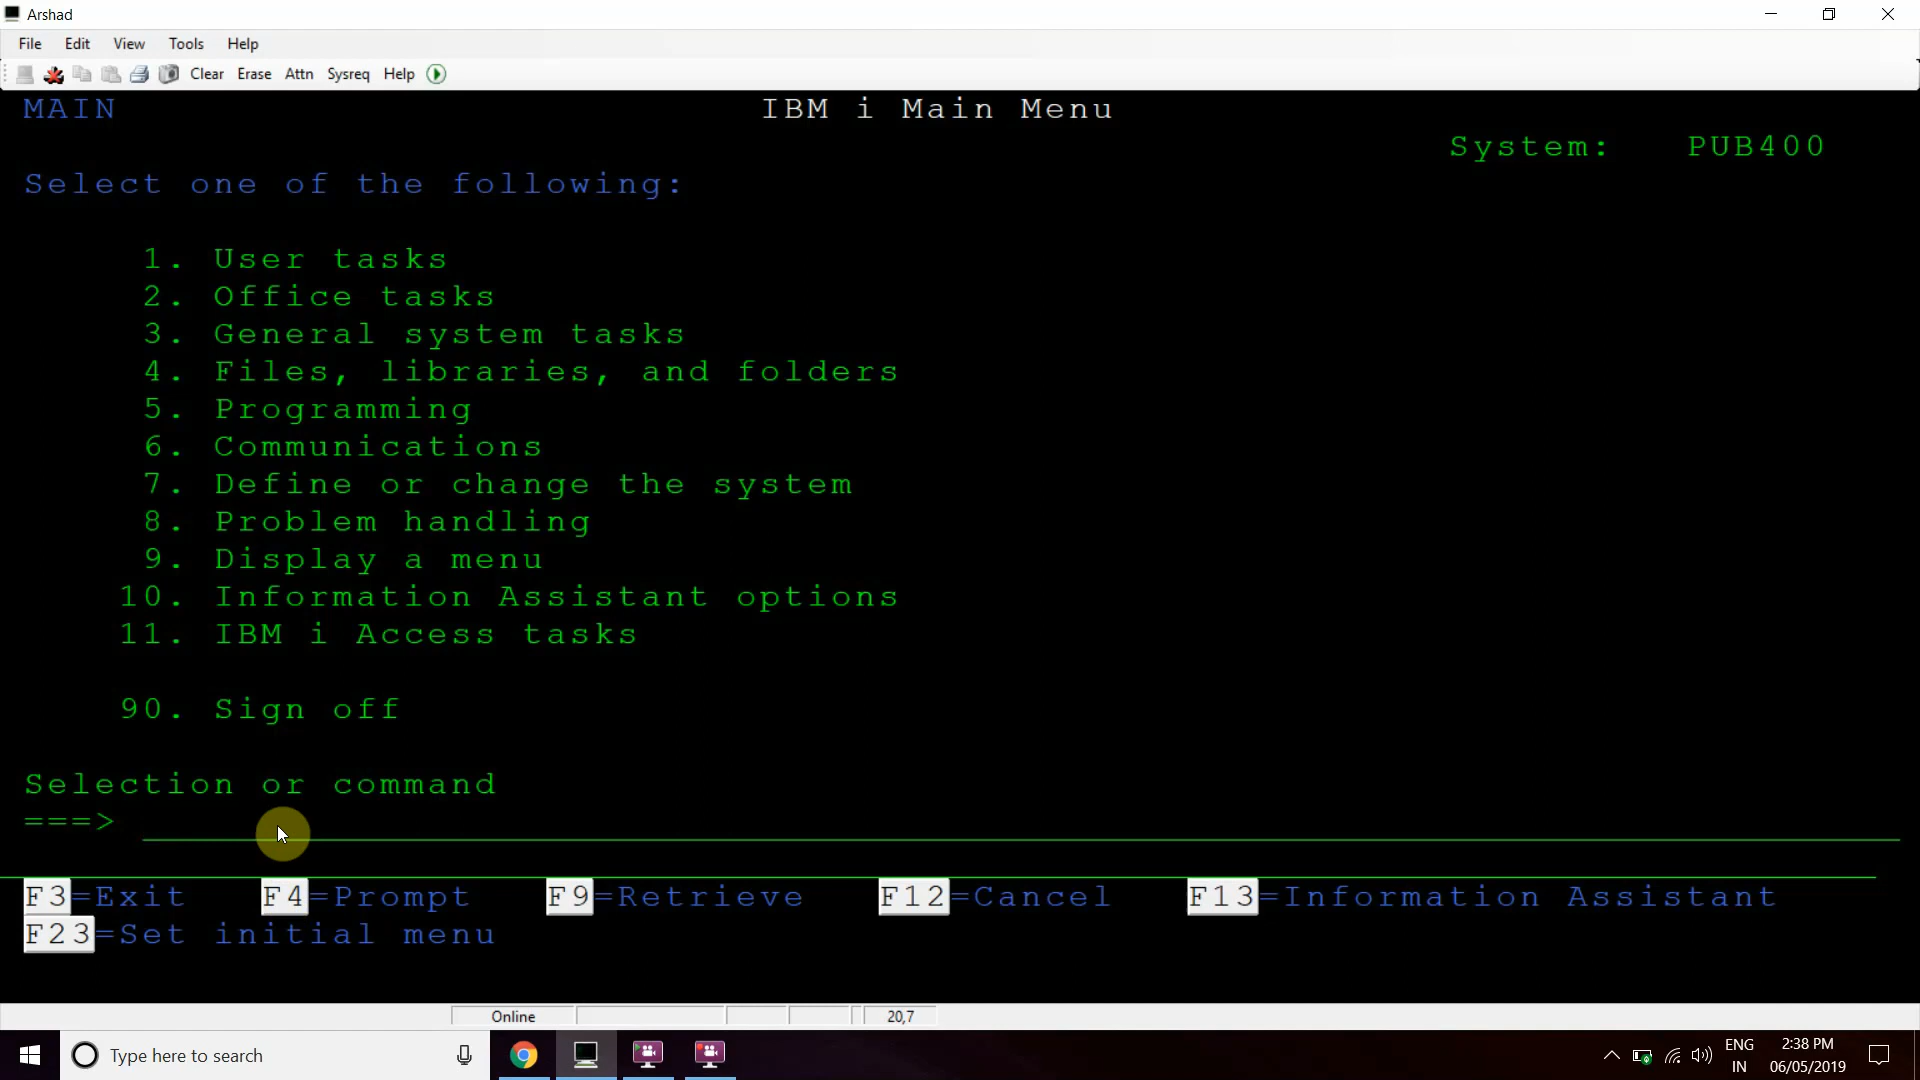 Arshad
File Edit View Tools Help
Clear Erase Attn Sysreq Help
MAIN IBM i Main Menu
System: PUB400
Select one of the following:
1. User tasks
2. Office tasks
3. General system tasks
4. Files, libraries, and folders
5. Programming
6. Communications
7. Define or change the system
8. Problem handling
9. Display a menu
10. Information Assistant options
11. IBM i Access tasks
90. Sign off
Selection or command
===>
F3=Exit F4=Prompt F9=Retrieve F12=Cancel F13=Information Assistant
F23=Set initial menu
Online 20,7
Type here to search
ENG 2:38 PM
IN 06/05/2019